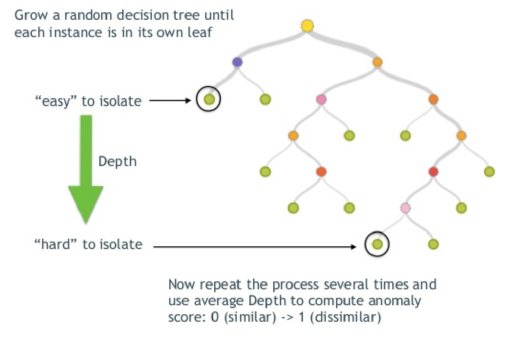 Grow a random decision tree until
each instance is in its own leaf
“easy” to isolate
Depth
“hard” to isolate
Now repeat the process several times and
use average Depth to compute anomaly
score: 0 (similar) -> 1 (dissimilar)